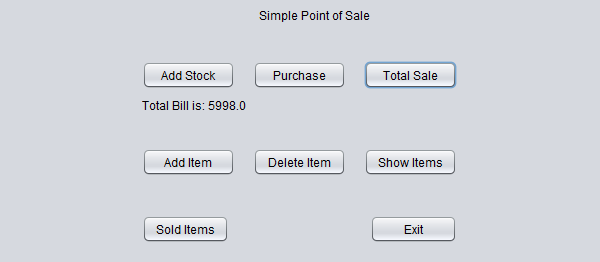 Simple Point of Sale
Add Stock Purchase Total Sale
Total Bill is: 5998.0
Add Item Delete Item Show Items
Sold Items Exit